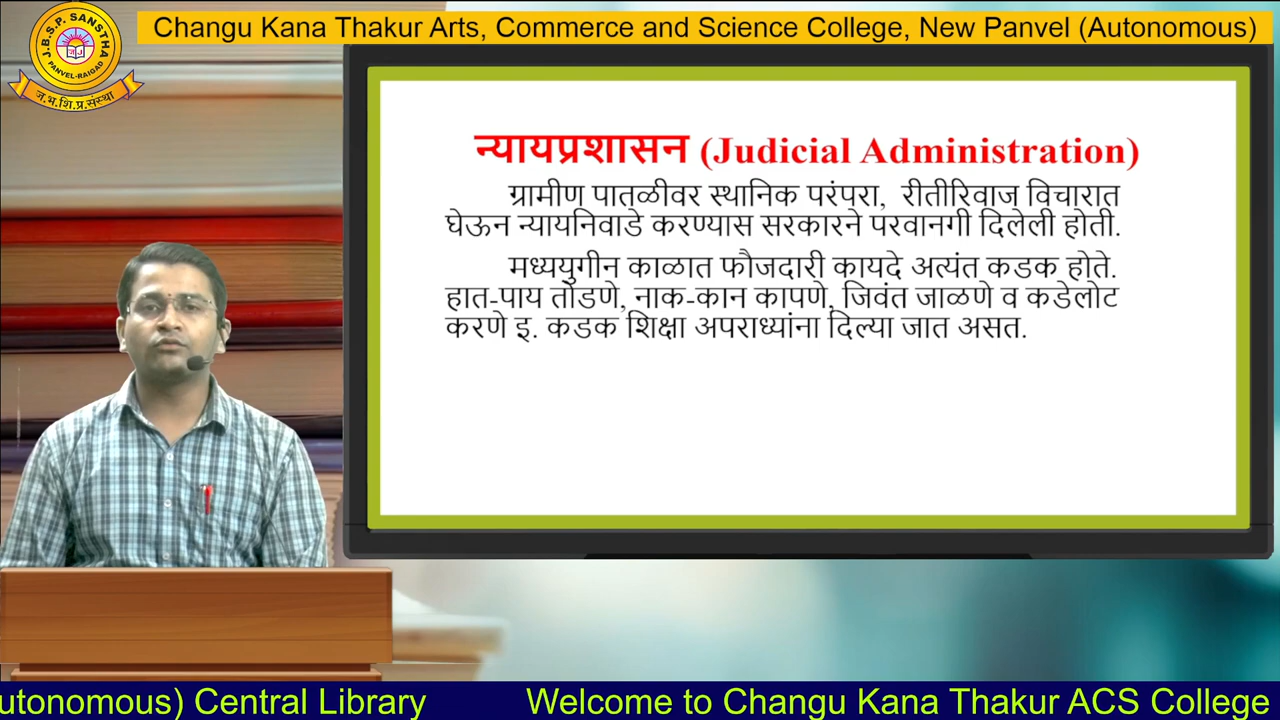 Changu Kana Thakur Arts, Commerce and Science College, New Panvel (Autonomous)
J.B.S.P. SANSTHA
PANVEL-RAIGAD
ज.भ.शि.प्र.संस्था
न्यायप्रशासन (Judicial Administration)
ग्रामीण पातळीवर स्थानिक परंपरा, रीतीरिवाज विचारात
घेऊन न्यायनिवाडे करण्यास सरकारने परवानगी दिलेली होती.
मध्ययुगीन काळात फौजदारी कायदे अत्यंत कडक होते.
हात-पाय तोडणे, नाक-कान कापणे, जिवंत जाळणे व कडेलोट
करणे इ. कडक शिक्षा अपराध्यांना दिल्या जात असत.
utonomous) Central Library Welcome to Changu Kana Thakur ACS College